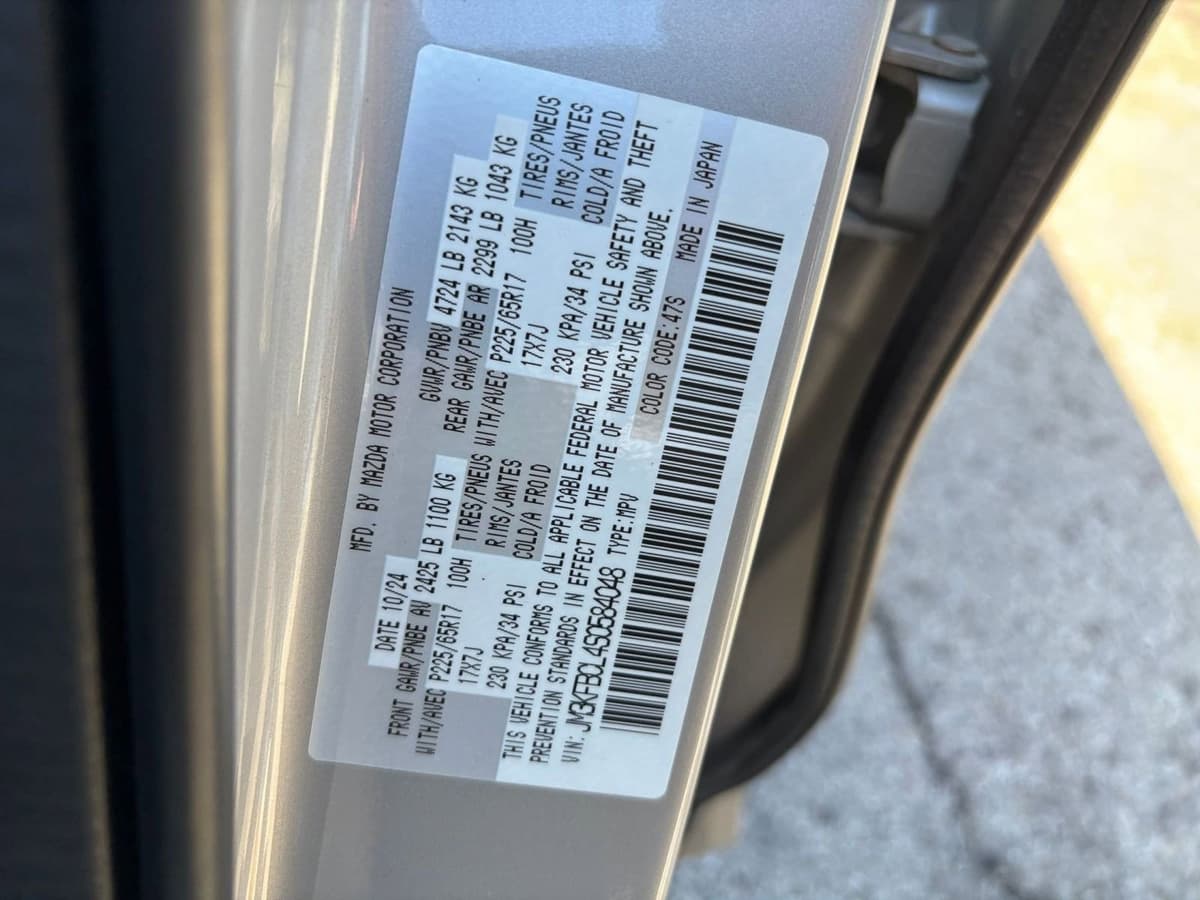 MFD. BY MAZDA MOTOR CORPORATION
DATE 10/24 GVWR/PNBV 4724 LB 2143 KG
FRONT GAWR/PNBE AV 2425 LB 1100 KG REAR GAWR/PNBE AR 2299 LB 1043 KG
WITH/AVEC P225/65R17 100H TIRES/PNEUS WITH/AVEC P225/65R17 100H TIRES/PNEUS
17X7J RIMS/JANTES 17X7J RIMS/JANTES
230 KPA/34 PSI COLD/A FROID 230 KPA/34 PSI COLD/A FROID
THIS VEHICLE CONFORMS TO ALL APPLICABLE FEDERAL MOTOR VEHICLE SAFETY AND THEFT
PREVENTION STANDARDS IN EFFECT ON THE DATE OF MANUFACTURE SHOWN ABOVE.
VIN: JM3KFBCL4S0584048 TYPE:MPV COLOR CODE:47S MADE IN JAPAN